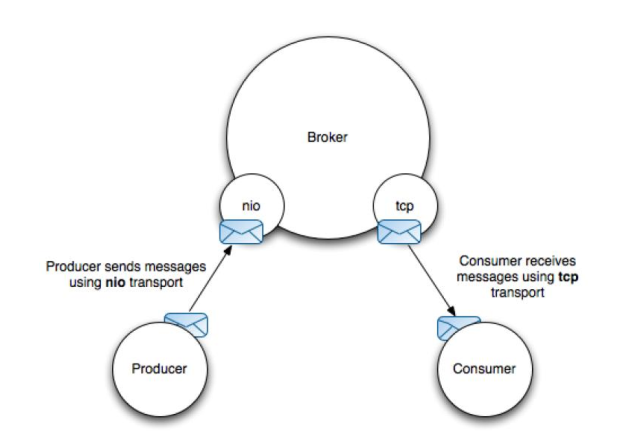 Broker
nio
tcp
Producer sends messages
using nio transport
Consumer receives
messages using tcp
transport
Producer
Consumer